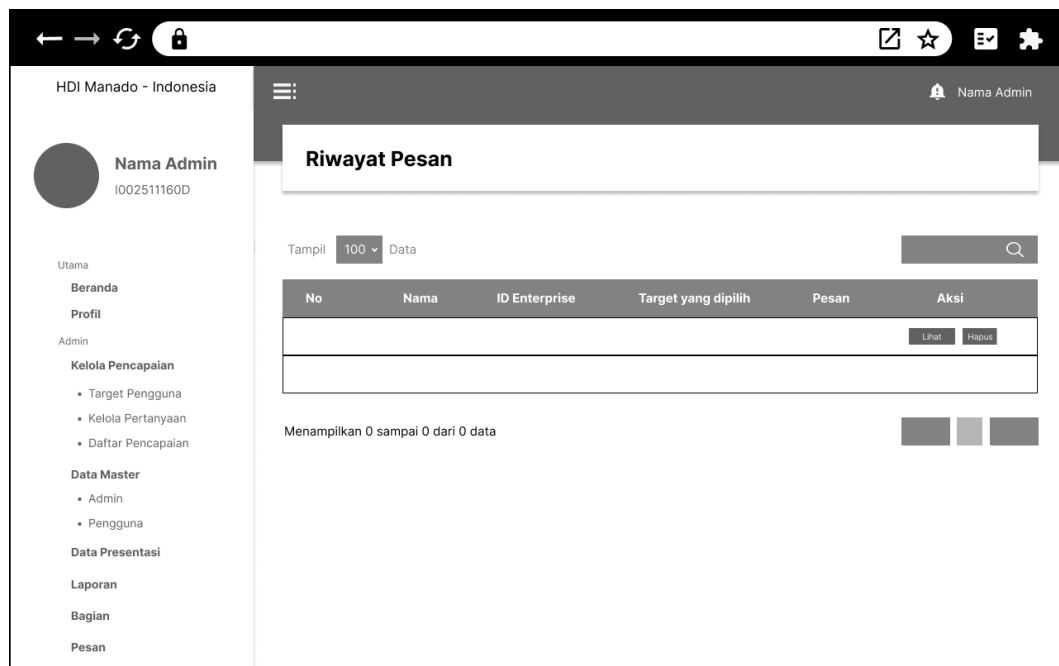 HDI Manado - Indonesia
Nama Admin
Nama Admin
I002511160D
Riwayat Pesan
Utama
Beranda
Profil
Admin
Kelola Pencapaian
• Target Pengguna
• Kelola Pertanyaan
• Daftar Pencapaian
Data Master
• Admin
• Pengguna
Data Presentasi
Laporan
Bagian
Pesan
Tampil 100 Data
No Nama ID Enterprise Target yang dipilih Pesan Aksi
Lihat Hapus
Menampilkan 0 sampai 0 dari 0 data